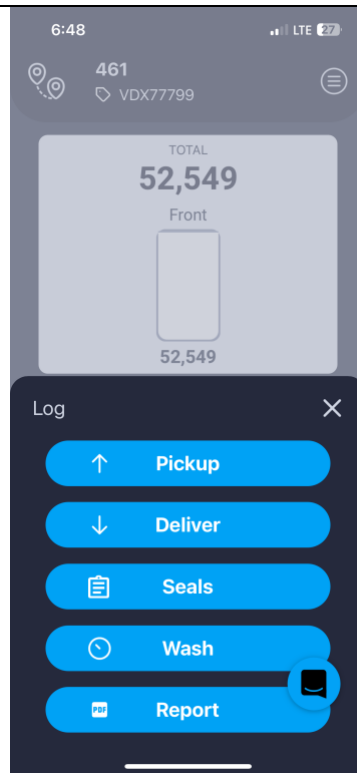 6:48 LTE 27
461
VDX77799
TOTAL
52,549
Front
52,549
Log
Pickup
Deliver
Seals
Wash
PDF Report